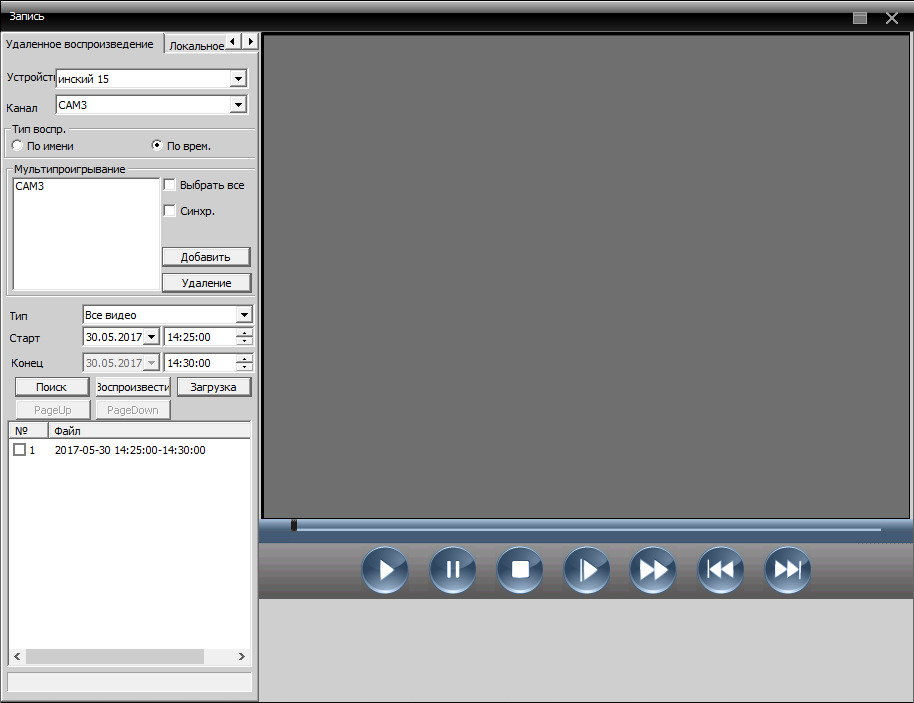 Запись
Удаленное воспроизведение Локальное
Устройст инский 15
Канал CAM3
Тип воспр.
По имени По врем.
Мультипроигрывание
CAM3
Выбрать все
Синхр.
Добавить
Удаление
Тип Все видео
Старт 30.05.2017 14:25:00
Конец 30.05.2017 14:30:00
Поиск Воспроизвести Загрузка
PageUp PageDown
№ Файл
1 2017-05-30 14:25:00-14:30:00